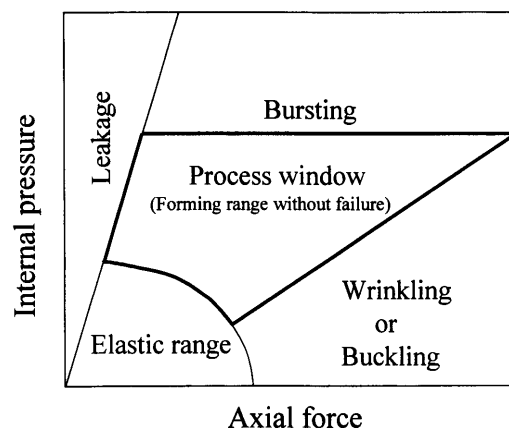 Internal pressure
Leakage
Bursting
Process window
(Forming range without failure)
Wrinkling
or
Buckling
Elastic range
Axial force